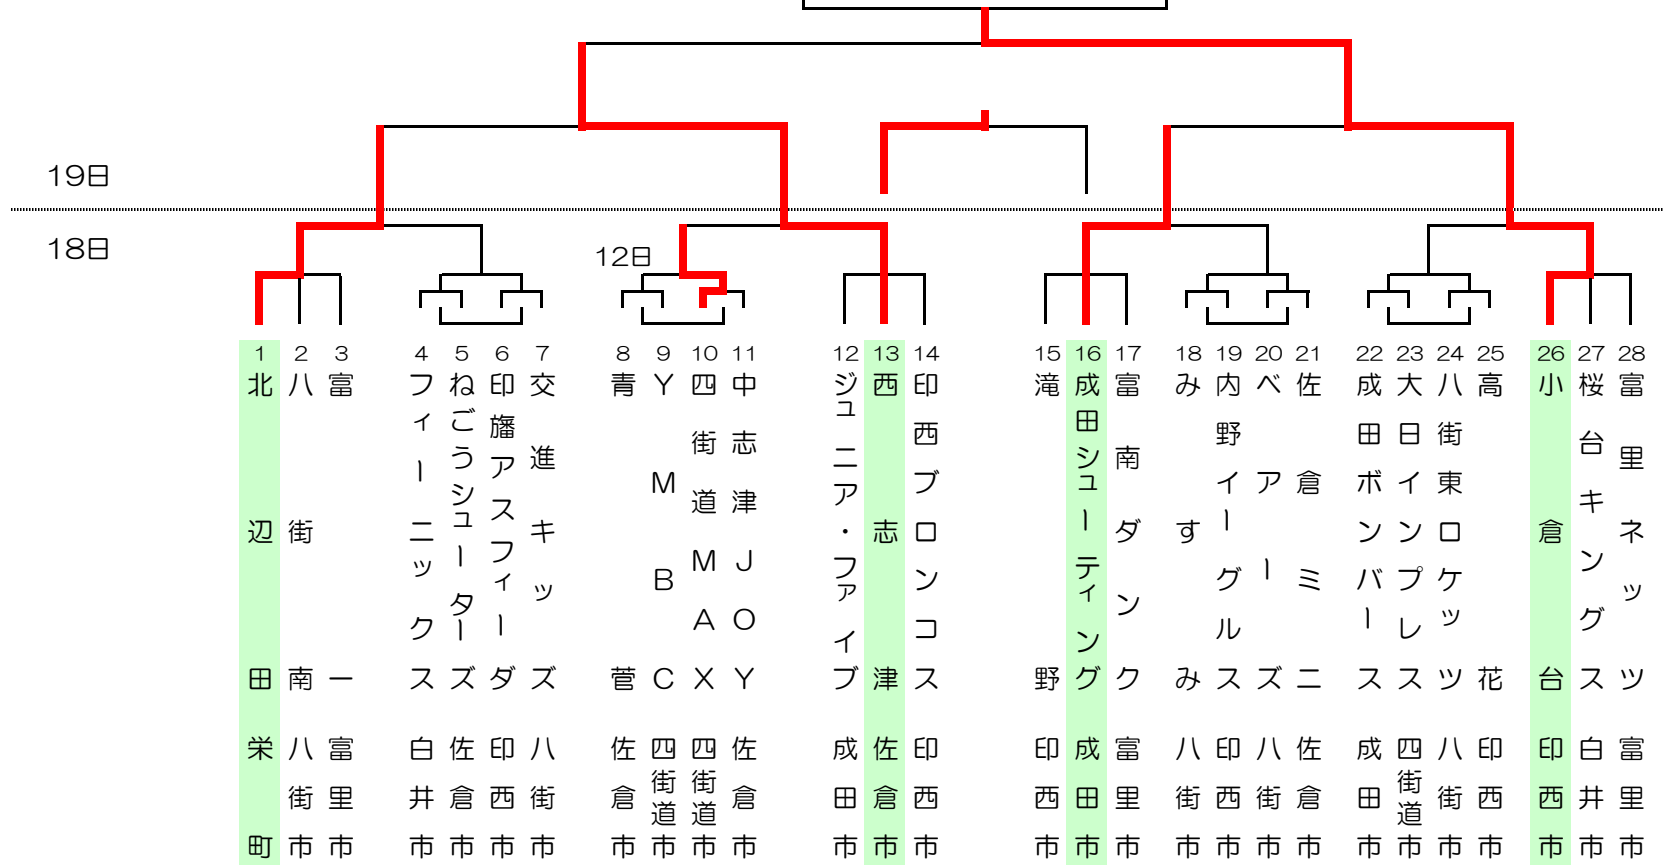 19日
18日
12日
1 北辺田 栄町
2 八街南 八街市
3 富一 富里市
4 フィーニックス 白井市
5 ねごうシューターズ 佐倉市
6 印旛アスフィーダ 印西市
7 交進キッズ 八街市
8 青菅 佐倉市
9 YMBC 四街道市
10 四街道MAX 四街道市
11 中志津JOY 佐倉市
12 ジュニア・ファイブ 成田市
13 西志津 佐倉市
14 印西ブロンコス 印西市
15 滝野 印西市
16 成田シューティング 成田市
17 富南ダンク 富里市
18 みすみ 八街市
19 内野イーグルス 印西市
20 ベアーズ 八街市
21 佐倉ミニ 佐倉市
22 成田ボンバース 成田市
23 大日インプレス 四街道市
24 八街東ロケッツ 八街市
25 高花 印西市
26 小倉台 印西市
27 桜台キングス 白井市
28 富里ネッツ 富里市